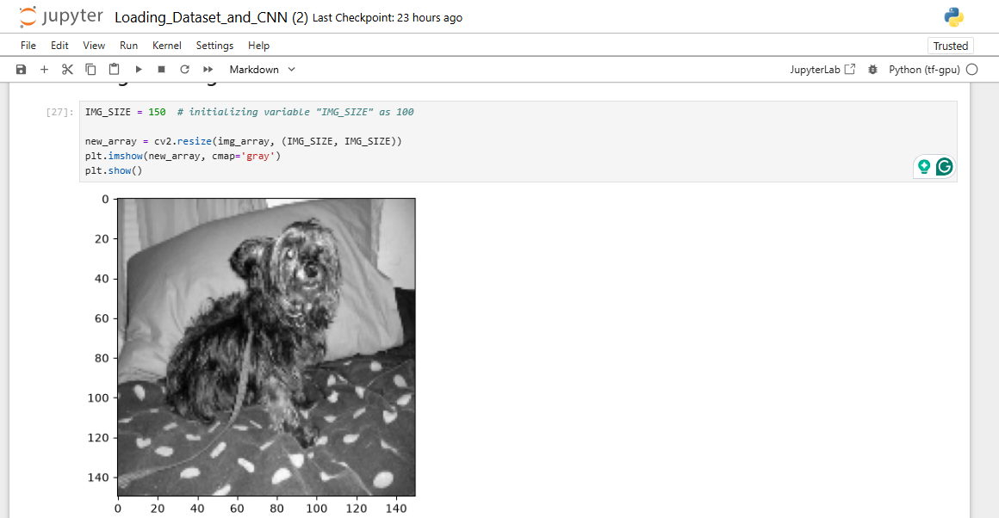 jupyter Loading_Dataset_and_CNN (2) Last Checkpoint: 23 hours ago
File Edit View Run Kernel Settings Help
Trusted
Markdown
JupyterLab
Python (tf-gpu)
[27]:
IMG_SIZE = 150  # initializing variable "IMG_SIZE" as 100
new_array = cv2.resize(img_array, (IMG_SIZE, IMG_SIZE))
plt.imshow(new_array, cmap='gray')
plt.show()
0
20
40
60
80
100
120
140
0 20 40 60 80 100 120 140